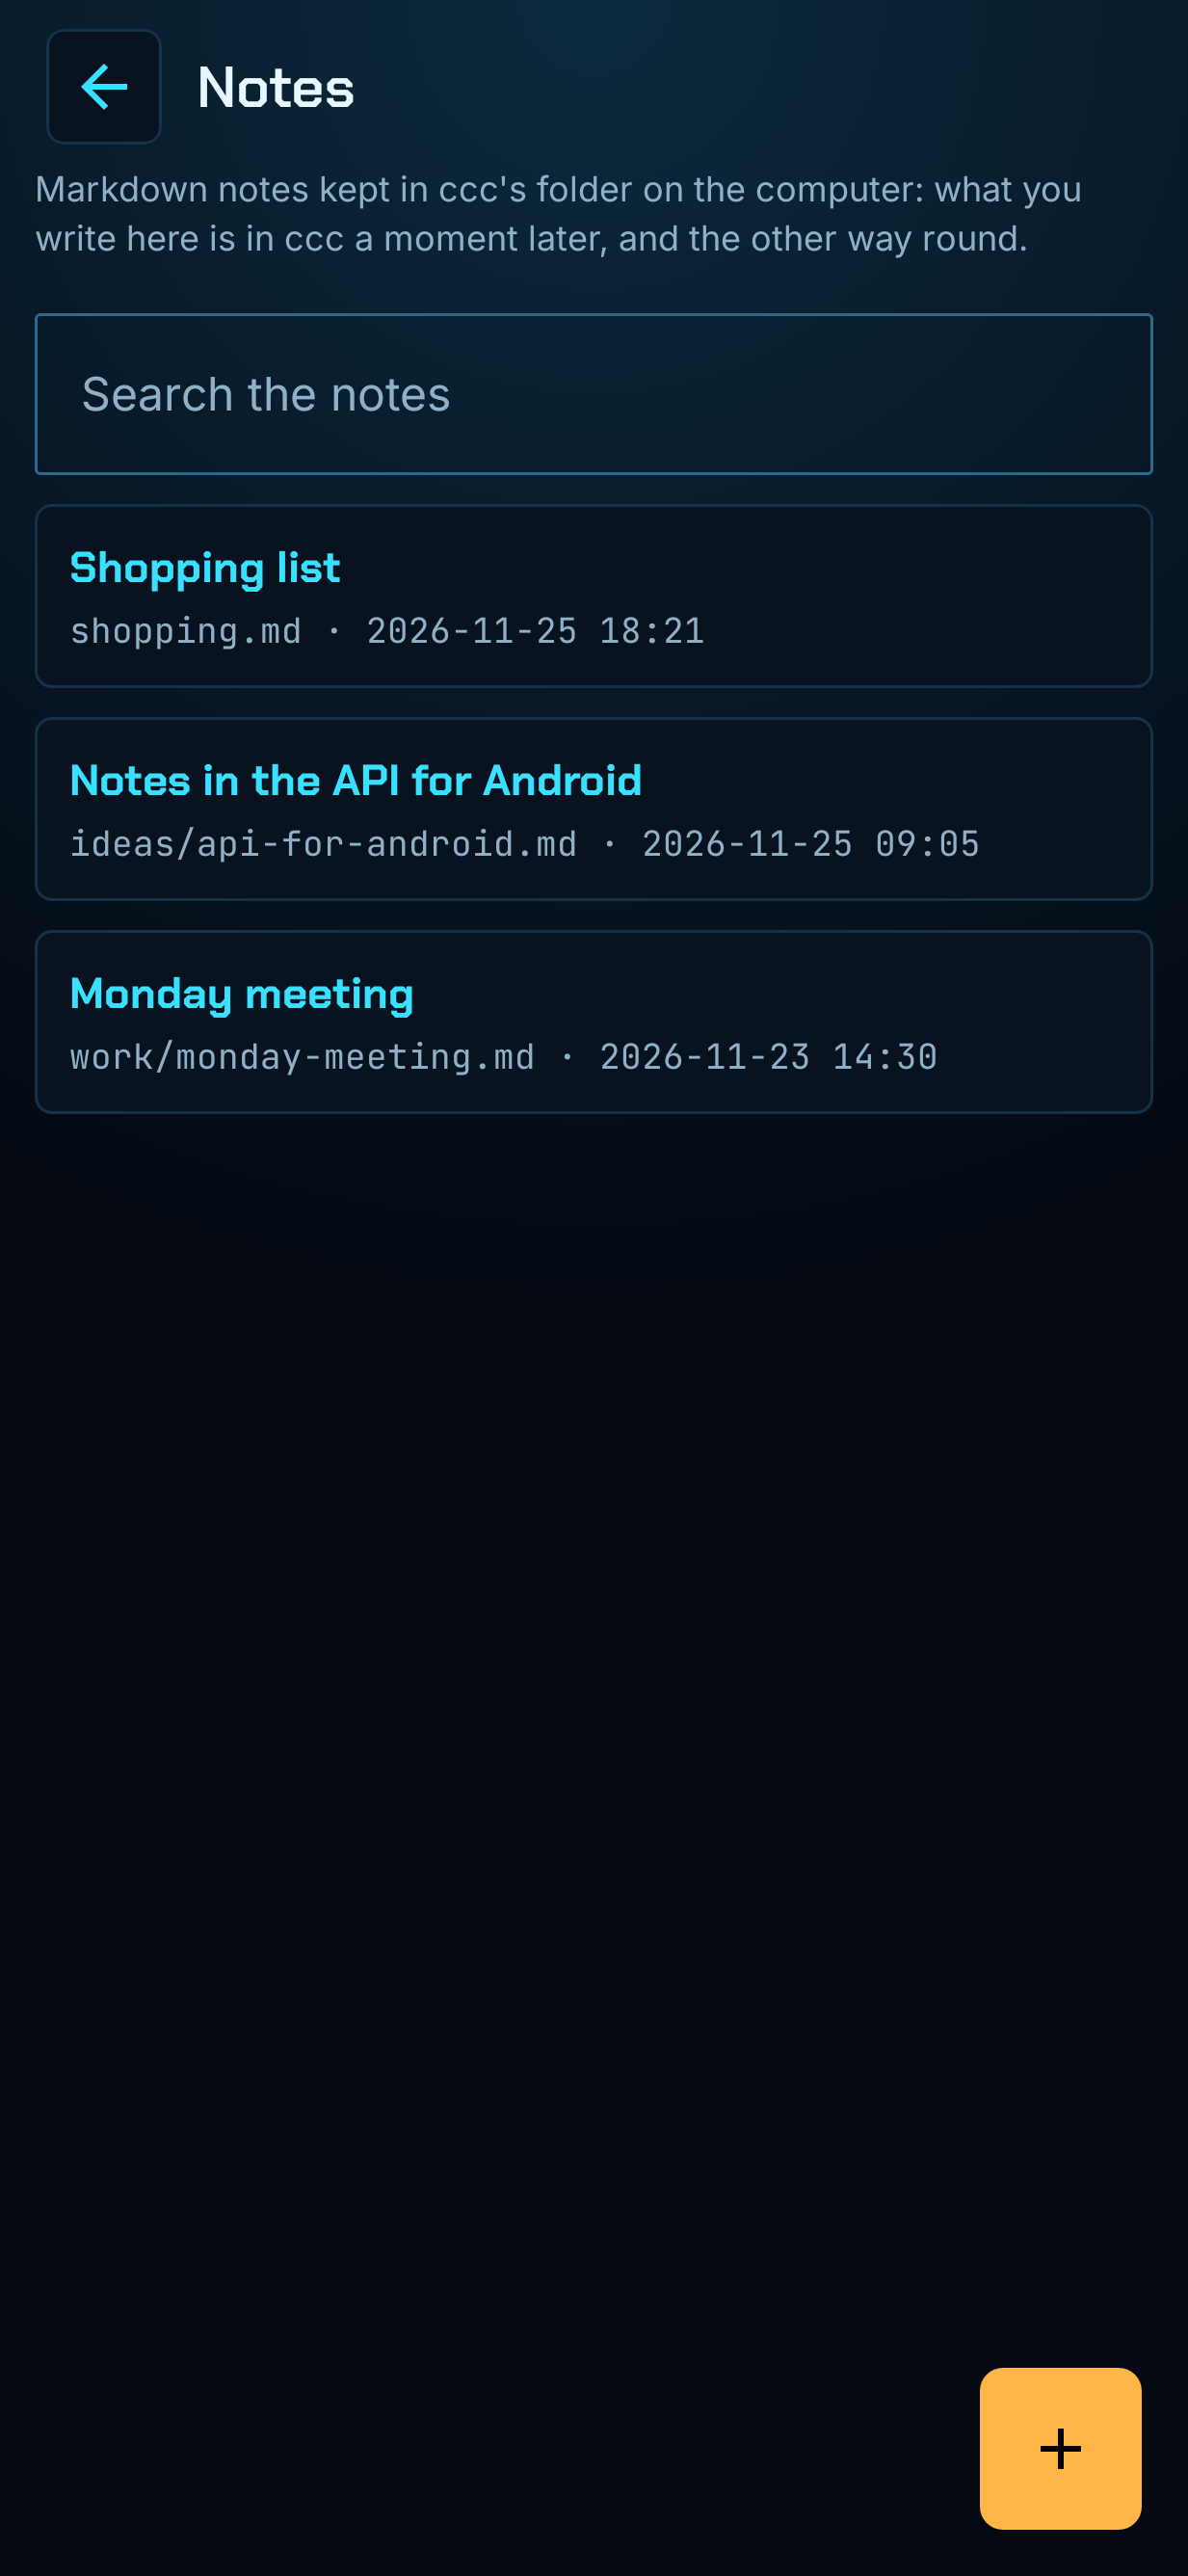 Notes
Markdown notes kept in ccc's folder on the computer: what you
write here is in ccc a moment later, and the other way round.
Search the notes
Shopping list
shopping.md · 2026-11-25 18:21
Notes in the API for Android
ideas/api-for-android.md · 2026-11-25 09:05
Monday meeting
work/monday-meeting.md · 2026-11-23 14:30